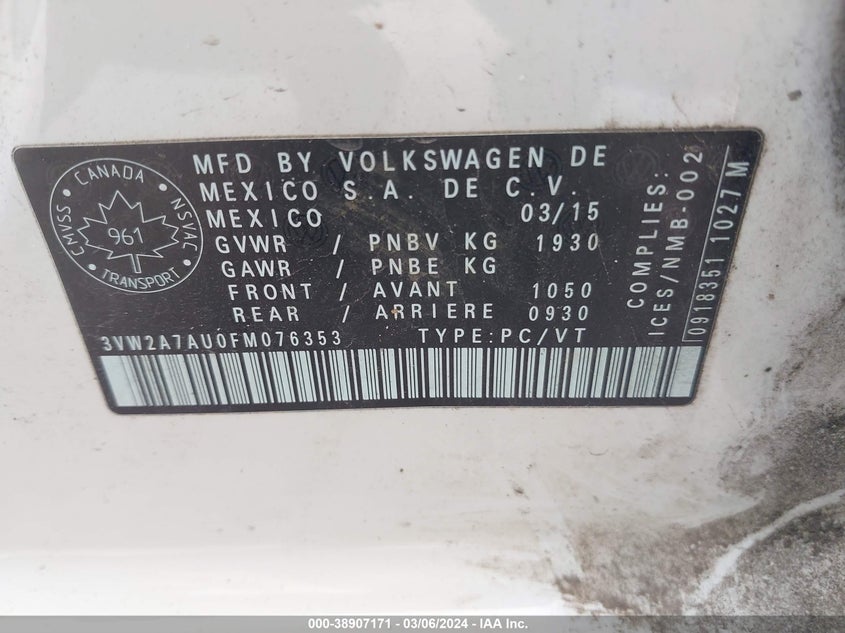 CANADA
CMVSS
NSVAC
961
TRANSPORT
MFD BY VOLKSWAGEN DE
MEXICO S.A. DE C.V.
MEXICO 03/15
GVWR / PNBV KG 1930
GAWR / PNBE KG
FRONT / AVANT 1050
REAR / ARRIERE 0930
3VW2A7AU0FM076353 TYPE:PC/VT
COMPLIES:
ICES/NMB-002
0918351 1027 M
000-38907171 - 03/06/2024 - IAA Inc.